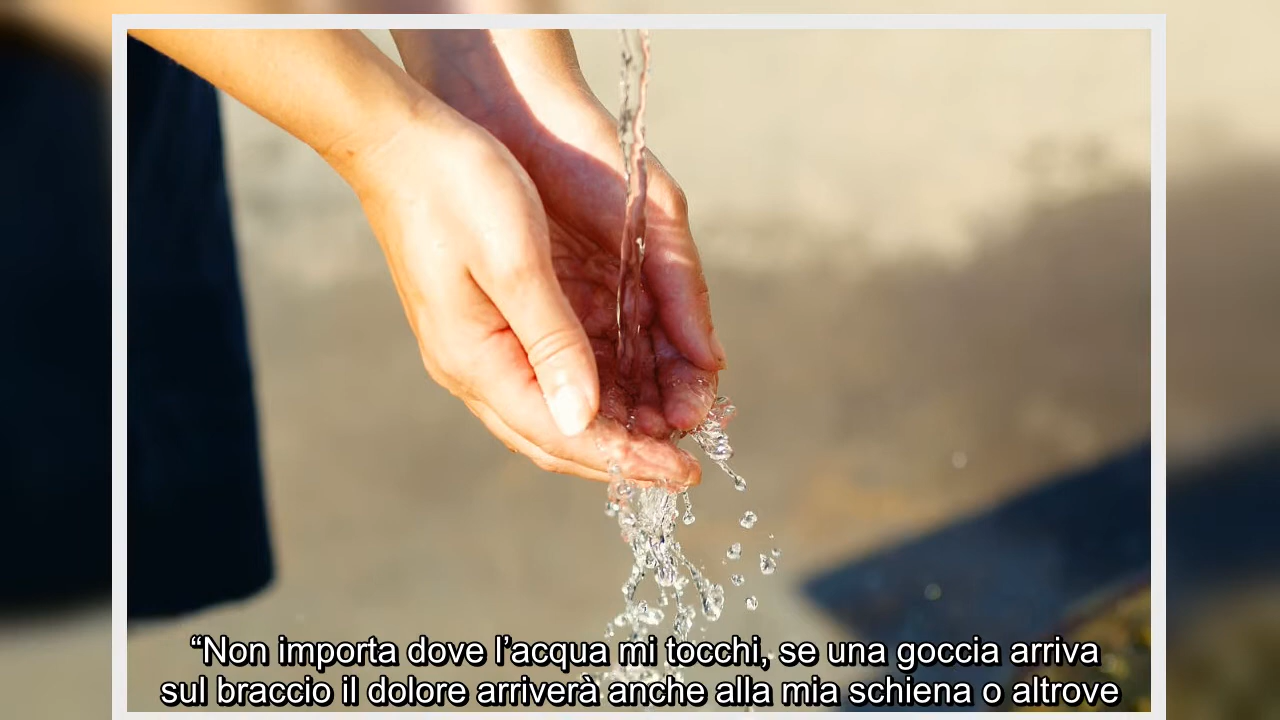 “Non importa dove l’acqua mi tocchi, se una goccia arriva
sul braccio il dolore arriverà anche alla mia schiena o altrove